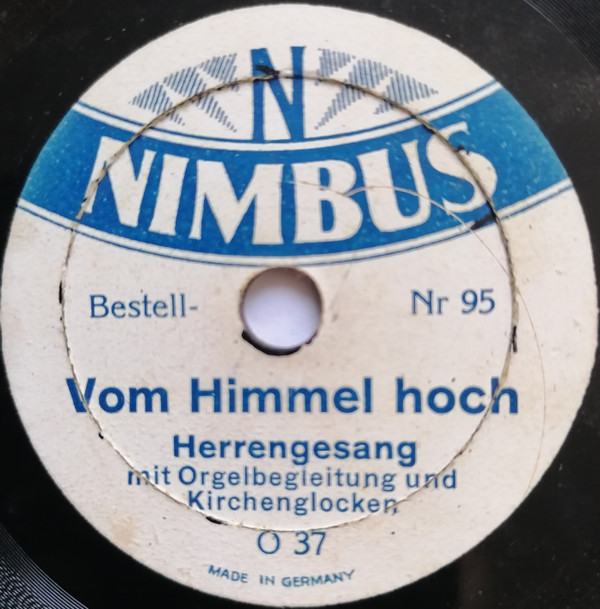 N
NIMBUS
Bestell- Nr 95
Vom Himmel hoch
Herrengesang
mit Orgelbegleitung und
Kirchenglocken
O 37
MADE IN GERMANY